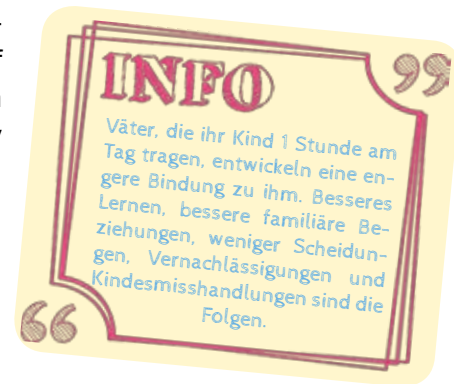 INFO
Väter, die ihr Kind 1 Stunde am
Tag tragen, entwickeln eine en-
gere Bindung zu ihm. Besseres
Lernen, bessere familiäre Be-
ziehungen, weniger Scheidun-
gen, Vernachlässigungen und
Kindesmisshandlungen sind die
Folgen.